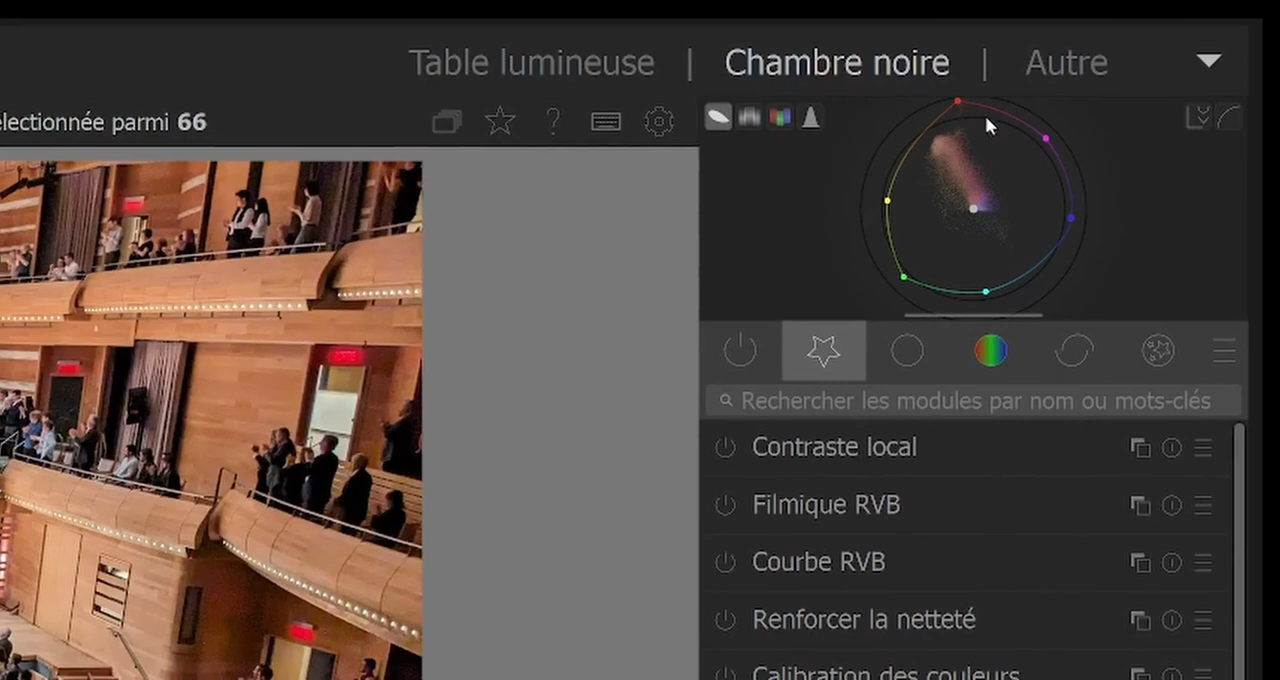 Table lumineuse | Chambre noire | Autre
électionnée parmi 66
Rechercher les modules par nom ou mots-clés
Contraste local
Filmique RVB
Courbe RVB
Renforcer la netteté
Calibration des couleurs